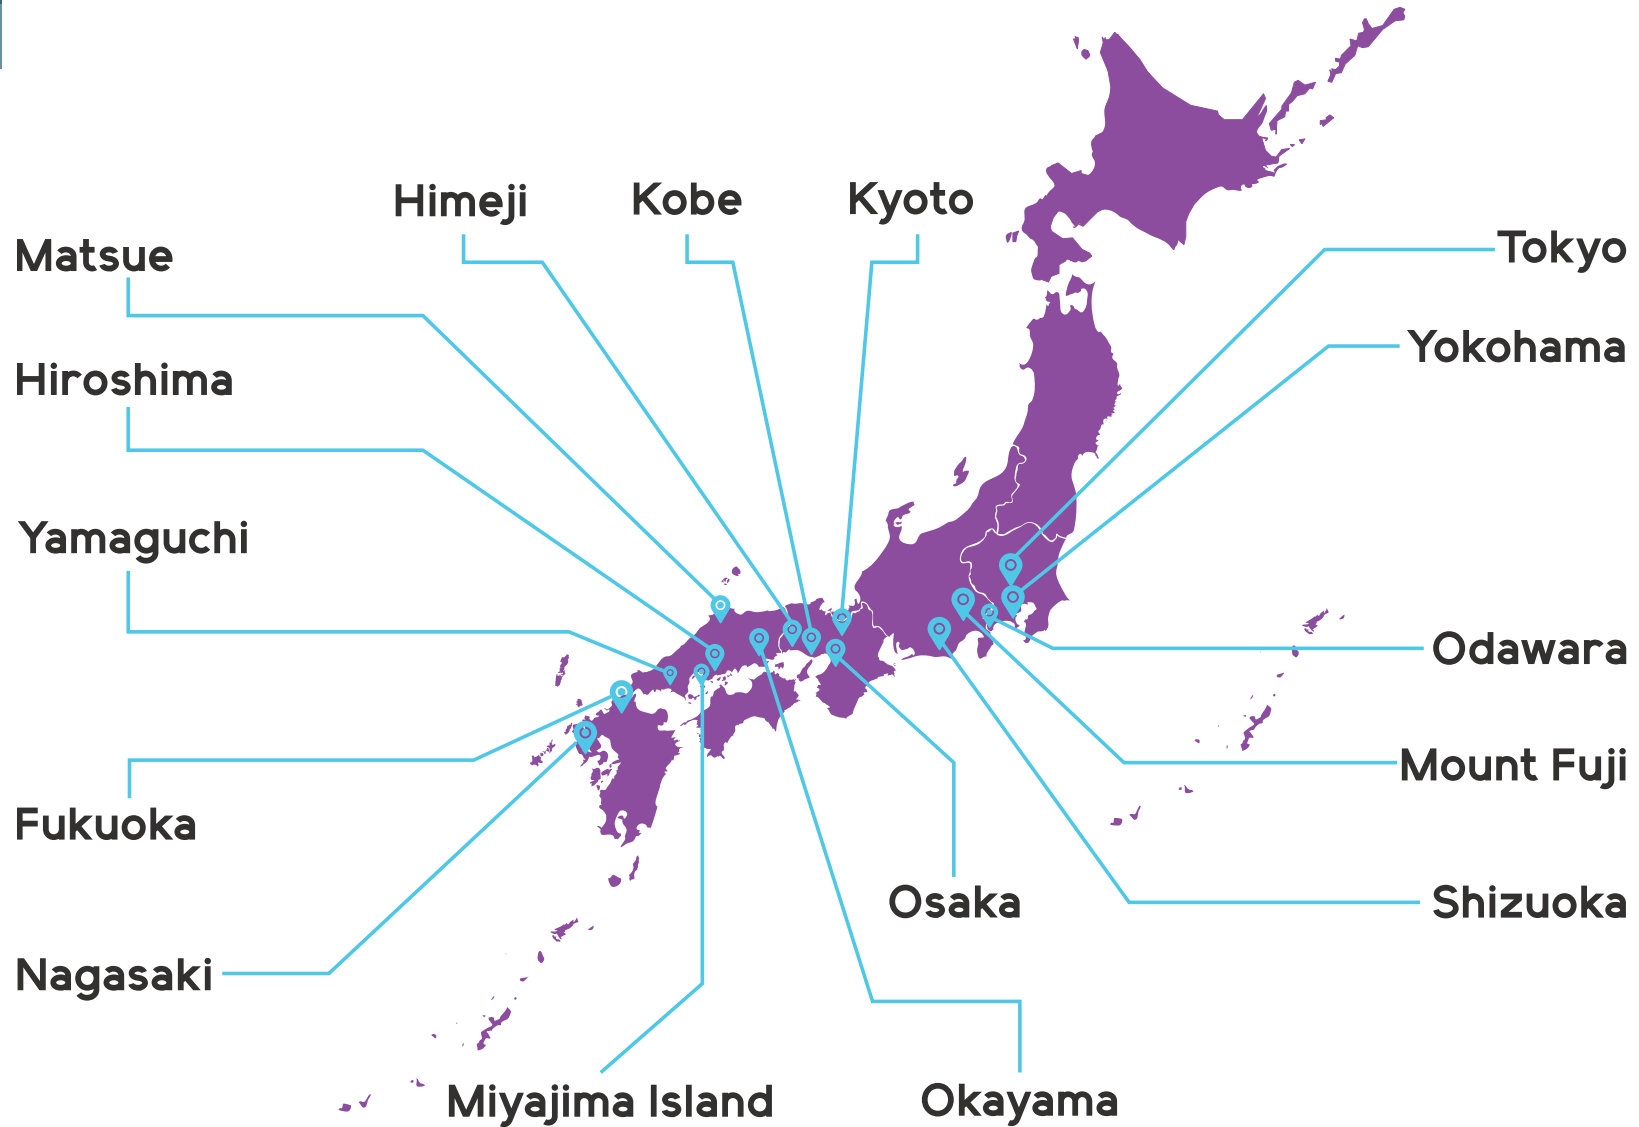 Himeji
Kobe
Kyoto
Matsue
Tokyo
Hiroshima
Yokohama
Yamaguchi
Odawara
Mount Fuji
Fukuoka
Osaka
Shizuoka
Nagasaki
Miyajima Island
Okayama